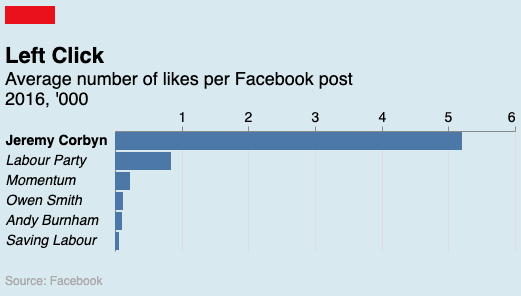 Left Click
Average number of likes per Facebook post
2016, '000
1 2 3 4 5 6
Jeremy Corbyn
Labour Party
Momentum
Owen Smith
Andy Burnham
Saving Labour
Source: Facebook